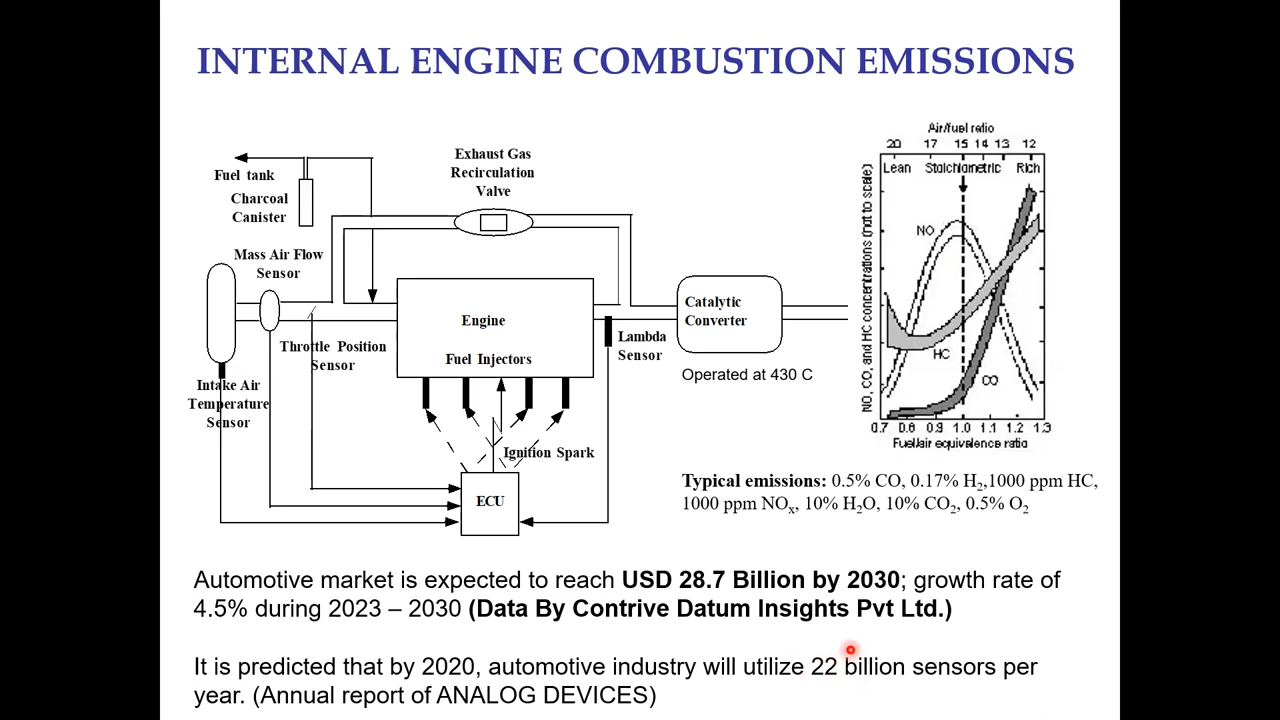 INTERNAL ENGINE COMBUSTION EMISSIONS
Fuel tank
Charcoal
Canister
Exhaust Gas
Recirculation
Valve
Mass Air Flow
Sensor
Engine
Fuel Injectors
Throttle Position
Sensor
Intake Air
Temperature
Sensor
Lambda
Sensor
Catalytic
Converter
Operated at 430 C
Ignition Spark
ECU
Air/fuel ratio
20 17 15 14 13 12
Lean Stoichiometric Rich
NO, CO, and HC concentrations (not to scale)
NO
HC
CO
0.7 0.8 0.9 1.0 1.1 1.2 1.3
Fuel/air equivalence ratio
Typical emissions: 0.5% CO, 0.17% H₂,1000 ppm HC,
1000 ppm NOₓ, 10% H₂O, 10% CO₂, 0.5% O₂
Automotive market is expected to reach USD 28.7 Billion by 2030; growth rate of
4.5% during 2023 – 2030 (Data By Contrive Datum Insights Pvt Ltd.)
It is predicted that by 2020, automotive industry will utilize 22 billion sensors per
year. (Annual report of ANALOG DEVICES)